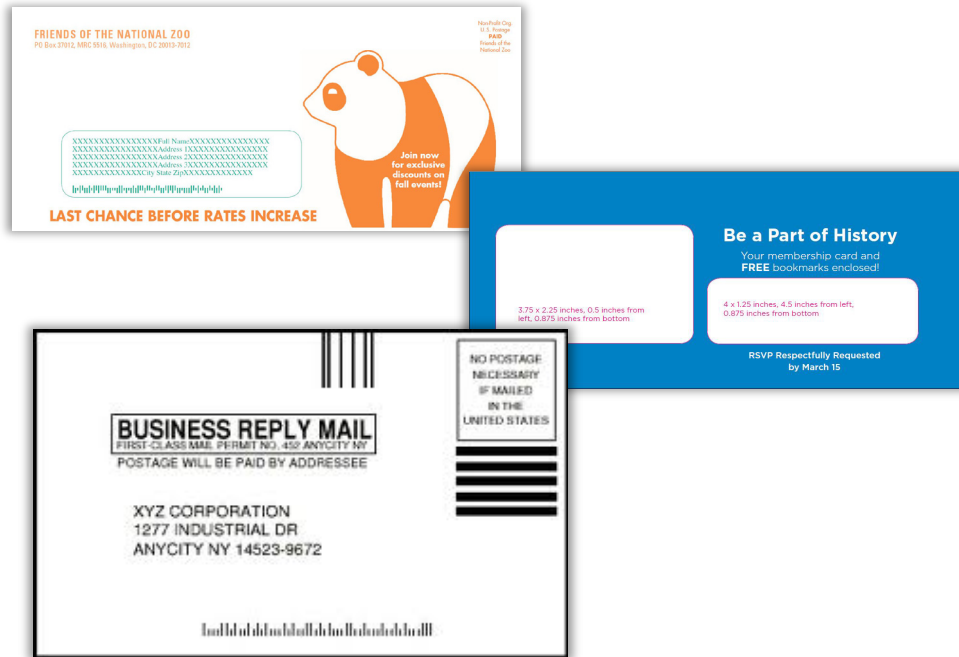 FRIENDS OF THE NATIONAL ZOO
PO Box 37012, MRC 5516, Washington, DC 20013-7012
Non-Profit Org
U.S. Postage
PAID
Friends of the
National Zoo
XXXXXXXXXXXXXXXXFull NameXXXXXXXXXXXXXXX
XXXXXXXXXXXXXXXXAddress 1XXXXXXXXXXXXXXX
XXXXXXXXXXXXXXXXAddress 2XXXXXXXXXXXXXXX
XXXXXXXXXXXXXXXXAddress 3XXXXXXXXXXXXXXX
XXXXXXXXXXXXXCity State ZipXXXXXXXXXXXXX
Join now
for exclusive
discounts on
fall events!
LAST CHANCE BEFORE RATES INCREASE
Be a Part of History
Your membership card and
FREE bookmarks enclosed!
3.75 x 2.25 inches, 0.5 inches from
left, 0.875 inches from bottom
4 x 1.25 inches, 4.5 inches from left,
0.875 inches from bottom
RSVP Respectfully Requested
by March 15
NO POSTAGE
NECESSARY
IF MAILED
IN THE
UNITED STATES
BUSINESS REPLY MAIL
FIRST-CLASS MAIL PERMIT NO. 452 ANYCITY NY
POSTAGE WILL BE PAID BY ADDRESSEE
XYZ CORPORATION
1277 INDUSTRIAL DR
ANYCITY NY 14523-9672